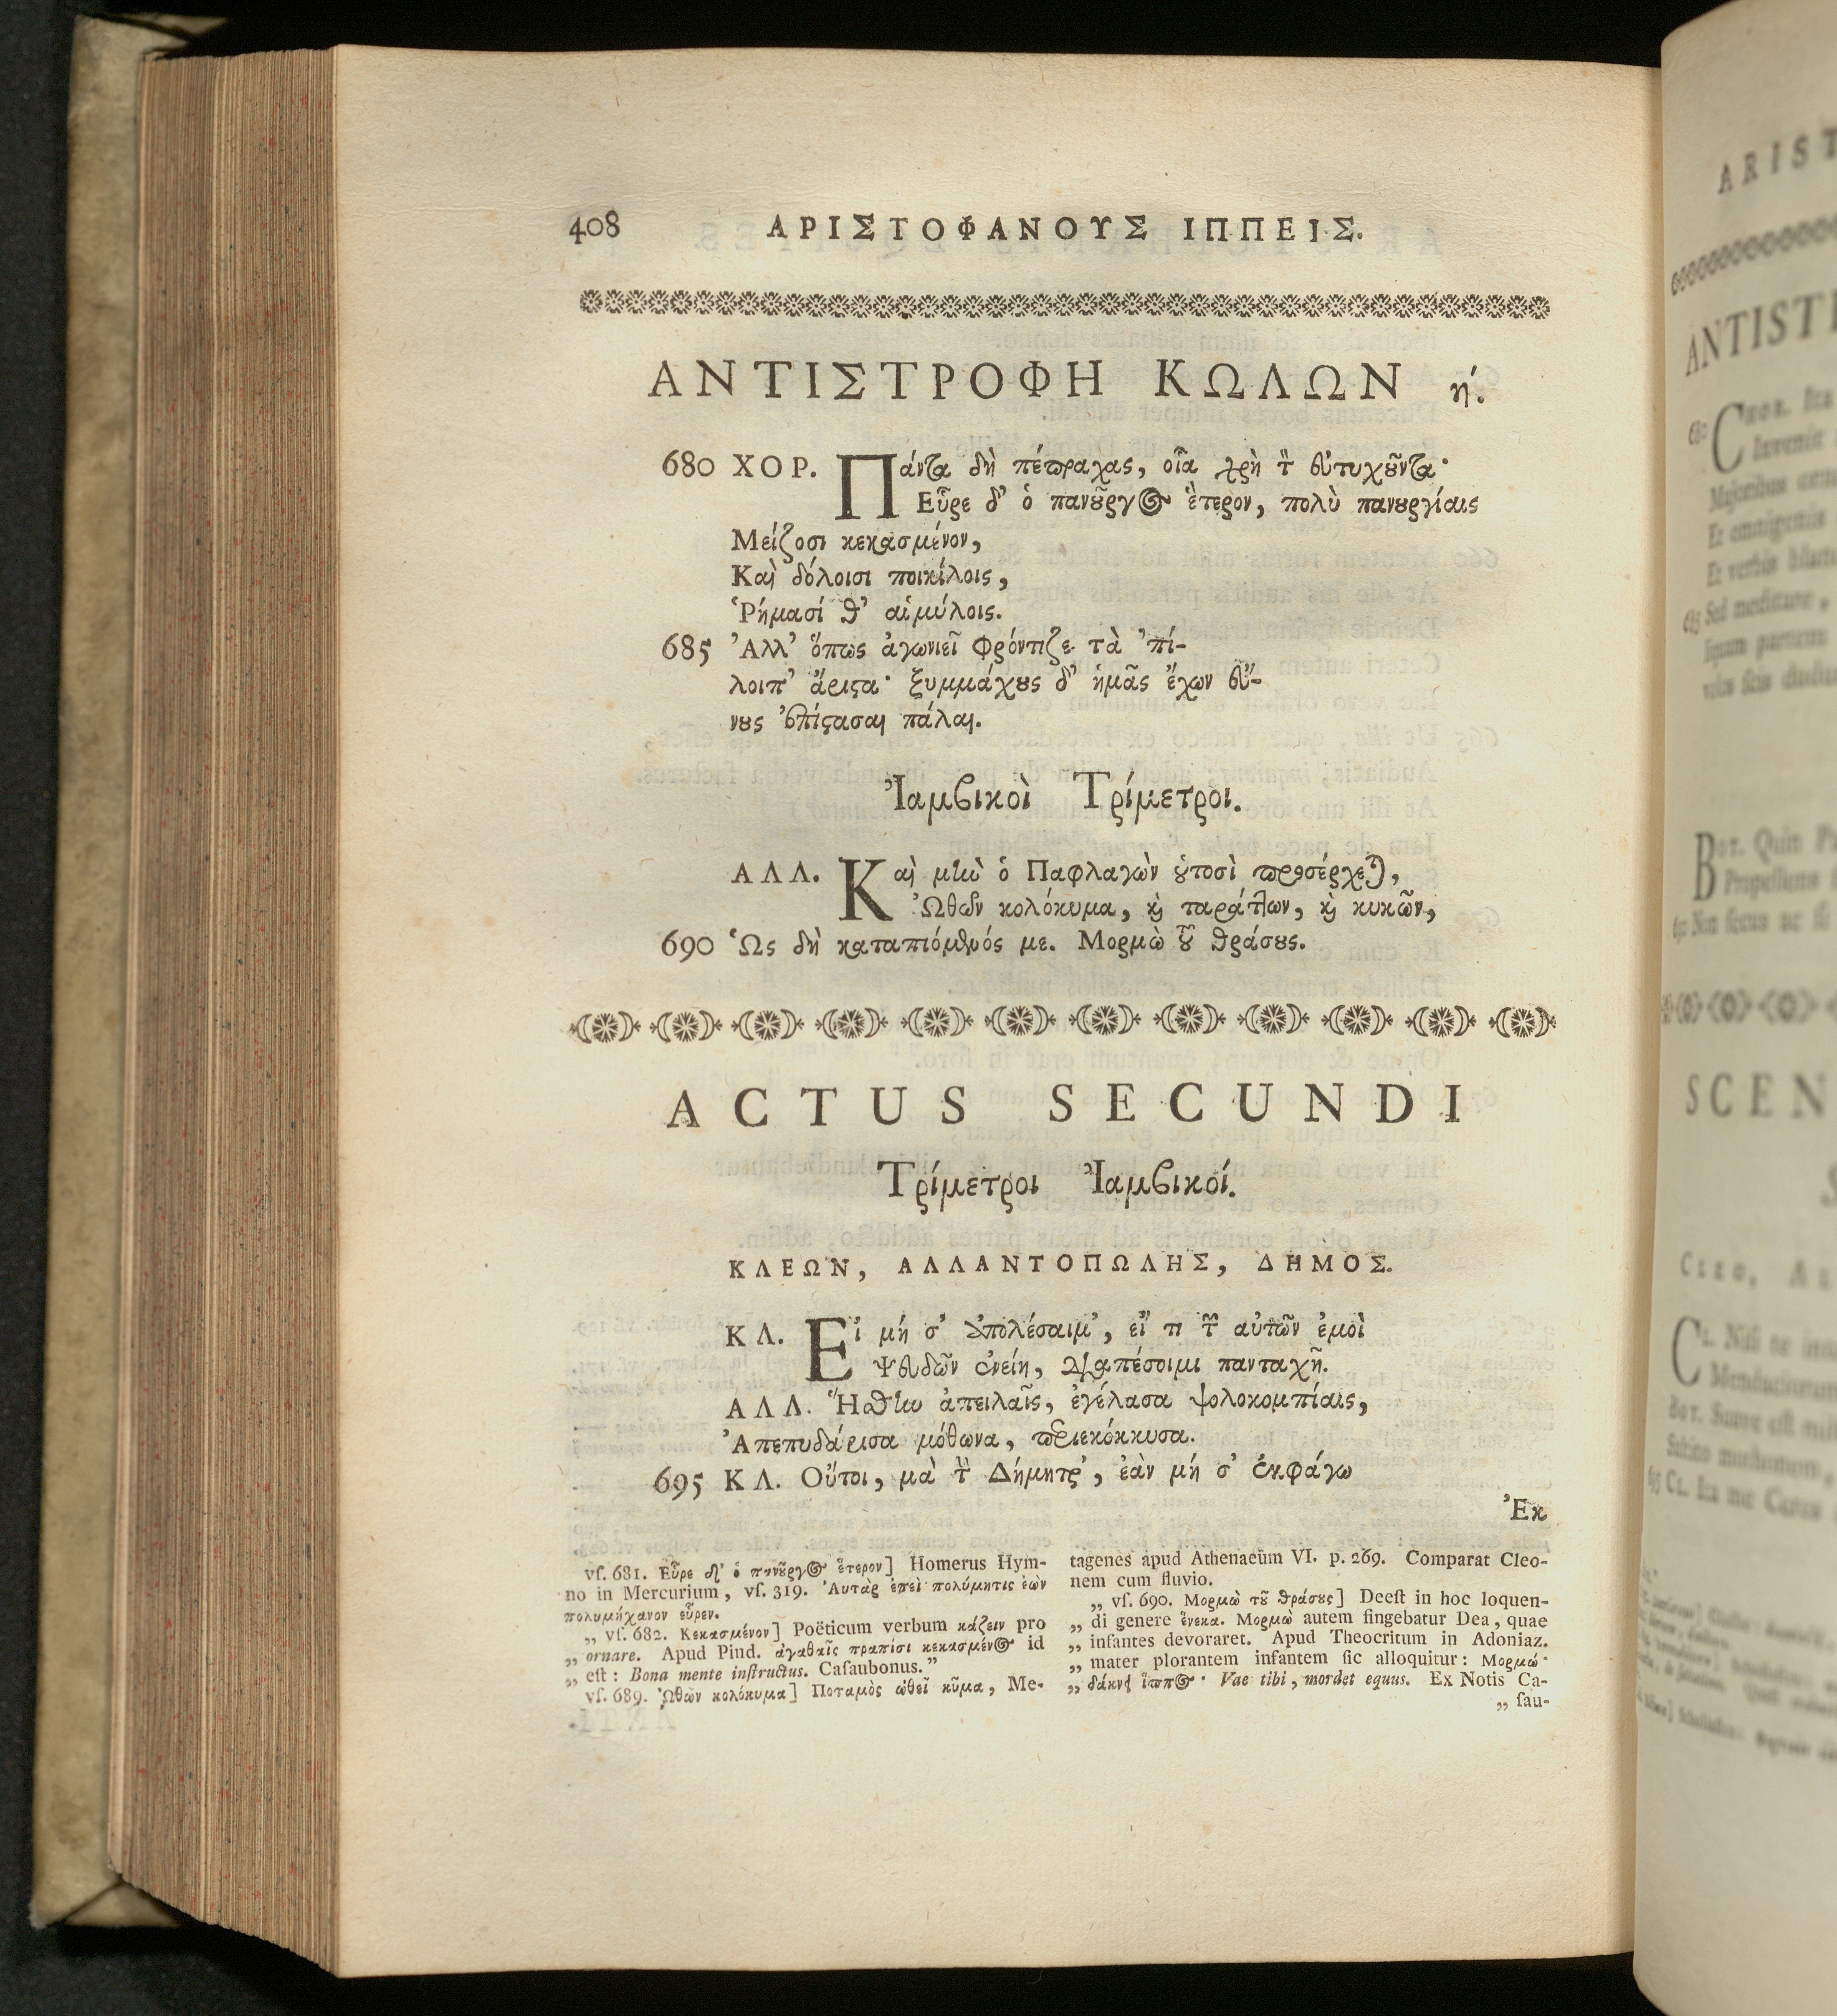 408 ΑΡΙΣΤΟΦΑΝΟΥΣ ΙΠΠΕΙΣ.
ΑΝΤΙΣΤΡΟΦΗ ΚΩΛΩΝ η΄.
680 ΧΟΡ. Πάντα δὴ πέπραγας, οἷα χρὴ τὸν εὐτυχοῦντα·
Εὗρε δ' ὁ πανοῦργος ἕτερον, πολὺ πανουργίαις
Μείζοσι κεκασμένον,
Καὶ δόλοισι ποικίλοις,
Ῥήμασί θ' αἱμύλοις.
685 Ἀλλ' ὅπως ἀγωνιεῖ φρόντιζε τὰ 'πί-
λοιπ' ἄριστα· ξυμμάχους δ' ἡμᾶς ἔχων εὔ-
νους ἐπίστασαι πάλαι.
Ἰαμβικοὶ Τρίμετροι.
ΑΛΛ. Καὶ μὴν ὁ Παφλαγὼν οὑτοσὶ προσέρχεται,
Ὠθῶν κολόκυμα, καὶ ταράττων, καὶ κυκῶν,
690 Ὡς δὴ καταπιόμενός με. Μορμὼ τοῦ θράσους.
ACTUS SECUNDI
Τρίμετροι Ἰαμβικοί.
ΚΛΕΩΝ, ΑΛΛΑΝΤΟΠΩΛΗΣ, ΔΗΜΟΣ.
ΚΛ. Εἰ μή σ' ἀπολέσαιμ', εἴ τι τῶν αὐτῶν ἐμοὶ
Ψευδῶν ἐνείη, διαπέσοιμι πανταχῆ.
ΑΛΛ. Ἥσθην ἀπειλαῖς, ἐγέλασα ψολοκομπίαις,
Ἀπεπυδάρισα μόθωνα, περιεκόκκυσα.
695 ΚΛ. Οὔτοι, μὰ τὴν Δήμητρ', ἐὰν μή σ' ἐκφάγω
Ἐκ
vſ. 681. Εὗρε δ' ὁ πανοῦργος ἕτερον] Homerus Hym-
no in Mercurium, vſ. 319. Αὐτὰρ ἐπεὶ πολύμητις ἐὼν
πολυμήχανον εὗρεν.
„ vſ. 682. Κεκασμένον] Poëticum verbum κάζειν pro
„ ornare. Apud Pind. ἀγαθαῖς πραπίσι κεκασμένος id
„ eſt: Bona mente inſtructus. Caſaubonus.”
vſ. 689. Ὠθῶν κολόκυμα] Ποταμὸς ὠθεῖ κῦμα, Me-
tagenes apud Athenaeum VI. p. 269. Comparat Cleo-
nem cum fluvio.
„ vſ. 690. Μορμὼ τοῦ θράσους] Deeſt in hoc loquen-
„ di genere ἕνεκα. Μορμὼ autem fingebatur Dea, quae
„ infantes devoraret. Apud Theocritum in Adoniaz.
„ mater plorantem infantem ſic alloquitur: Μορμώ·
„ δάκνει ἵππος· Vae tibi, mordet equus. Ex Notis Ca-
„ ſau-